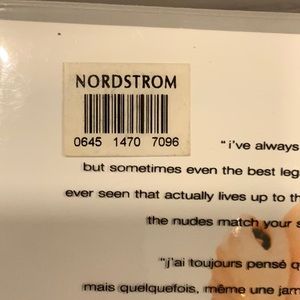 NORDSTROM
0645 1470
7096
"i've always
but sometimes even the best leg
ever seen that actually lives up to th
the nudes match your s
"j'ai toujours pensé q
mais quelquefois, même une jam